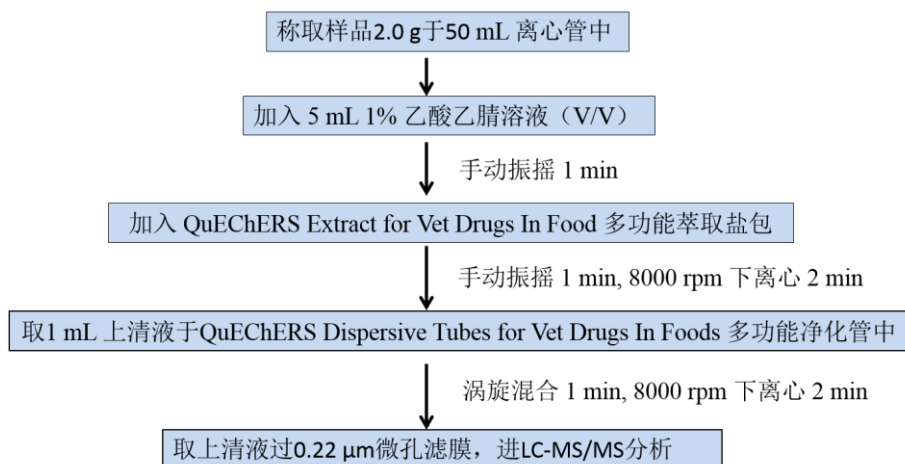 称取样品2.0 g于50 mL 离心管中
加入 5 mL 1% 乙酸乙腈溶液（V/V）
手动振摇 1 min
加入 QuEChERS Extract for Vet Drugs In Food 多功能萃取盐包
手动振摇 1 min, 8000 rpm 下离心 2 min
取1 mL 上清液于QuEChERS Dispersive Tubes for Vet Drugs In Foods 多功能净化管中
涡旋混合 1 min, 8000 rpm 下离心 2 min
取上清液过0.22 μm微孔滤膜，进LC-MS/MS分析